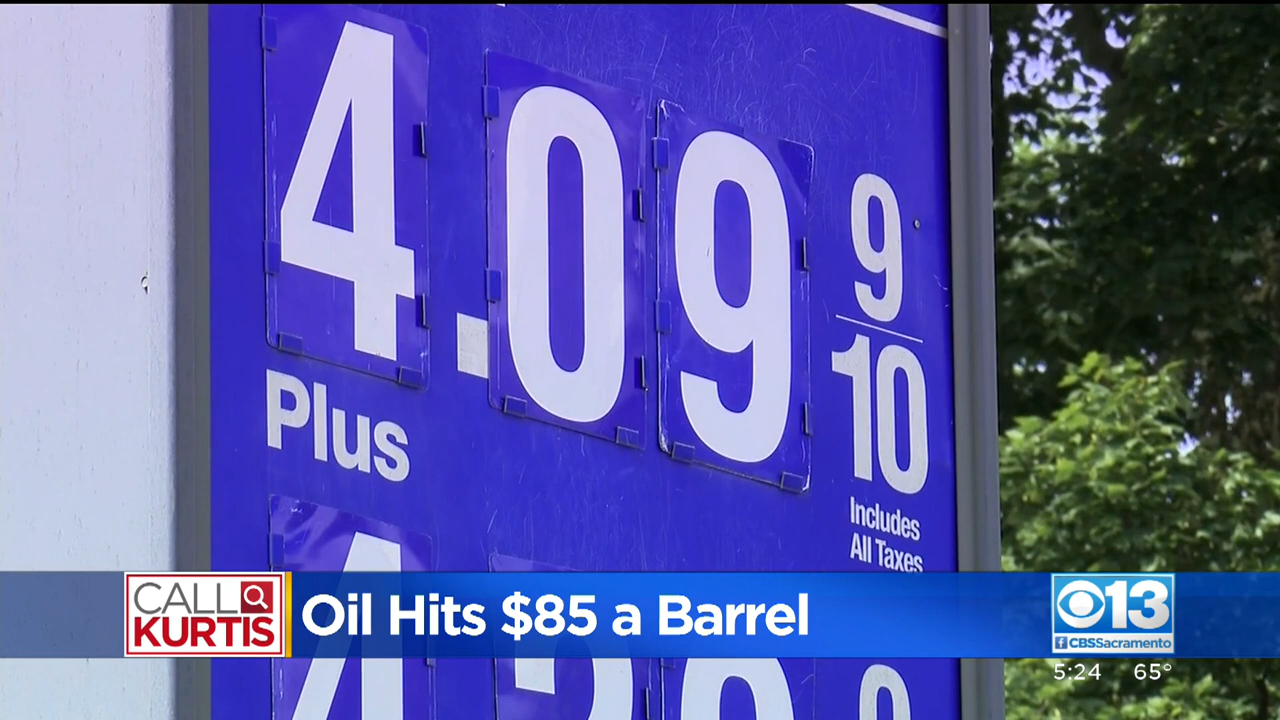 4.09 9/10
Plus
Includes
All Taxes
CALL
KURTIS
Oil Hits $85 a Barrel
13
CBSSacramento
5:24 65°